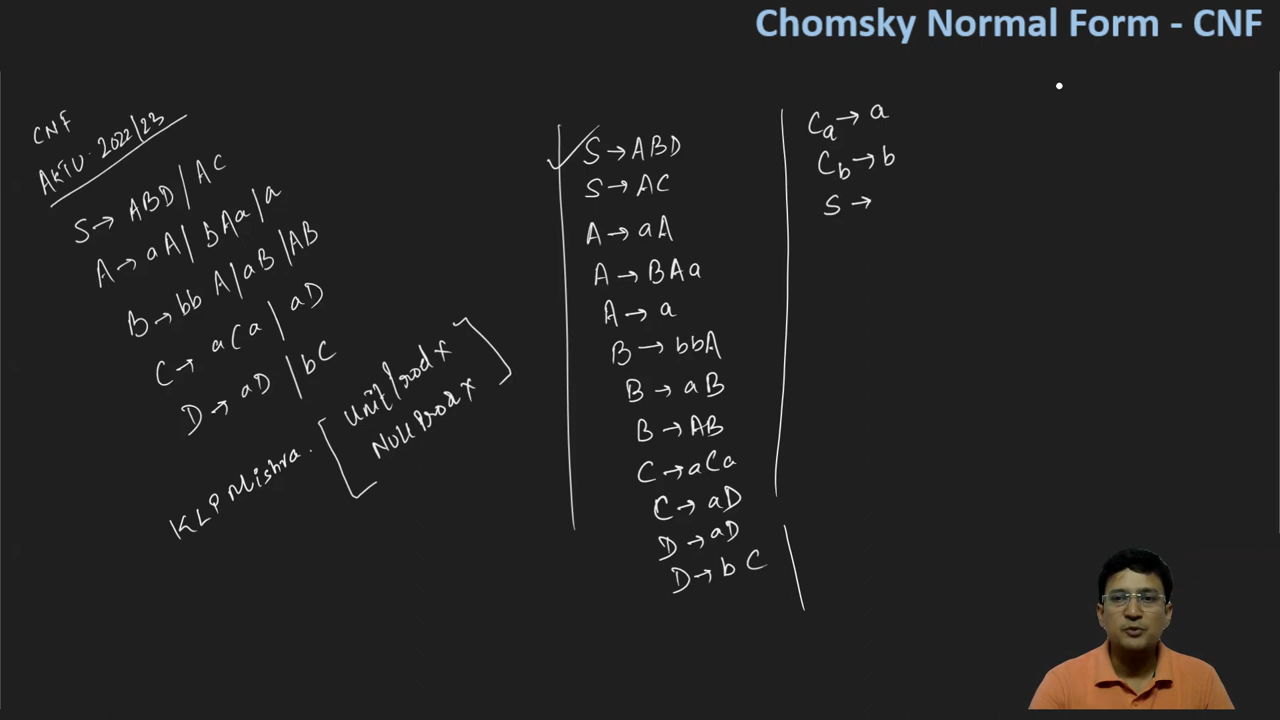 Chomsky Normal Form - CNF
CNF
AKTU. 2022/23
S → ABD / AC
A → aA / bAa / a
B → bb A / aB / AB
C → aCa / aD
D → aD / bC
KLP Mishra.
Unit Prod x
Null Prod x
S → ABD
S → AC
A → aA
A → BAa
A → a
B → bbA
B → aB
B → AB
C → aCa
C → aD
D → aD
D → bC
Ca → a
Cb → b
S →